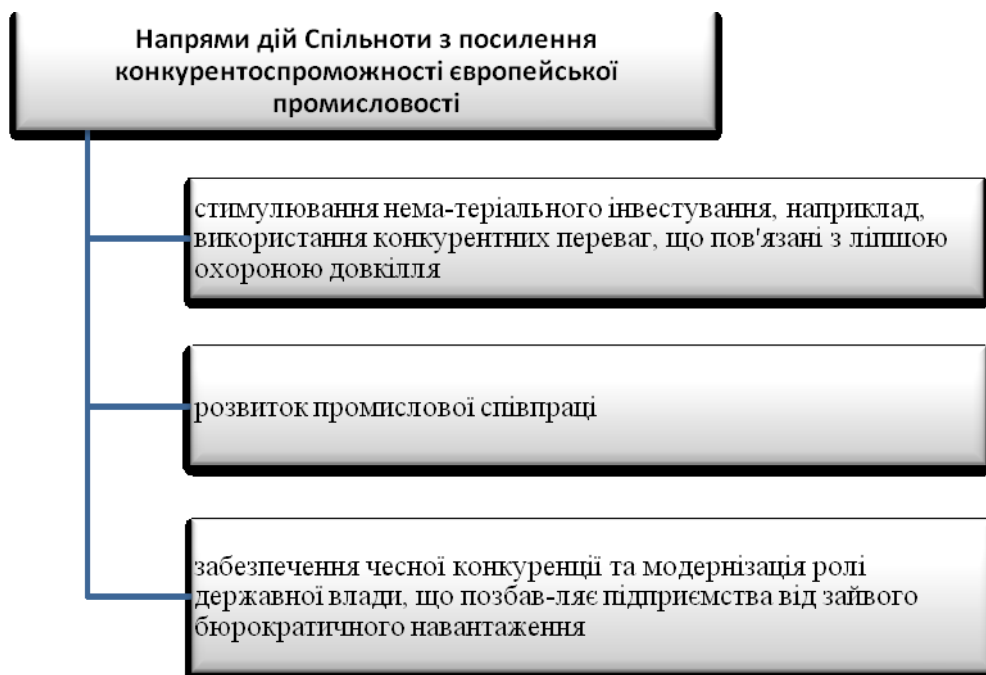 Напрями дій Спільноти з посилення
конкурентоспроможності європейської
промисловості
стимулювання нема-теріального інвестування, наприклад,
використання конкурентних переваг, що пов'язані з ліпшою
охороною довкілля
розвиток промислової співпраці
забезпечення чесної конкуренції та модернізація ролі
державної влади, що позбав-ляє підприємства від зайвого
бюрократичного навантаження